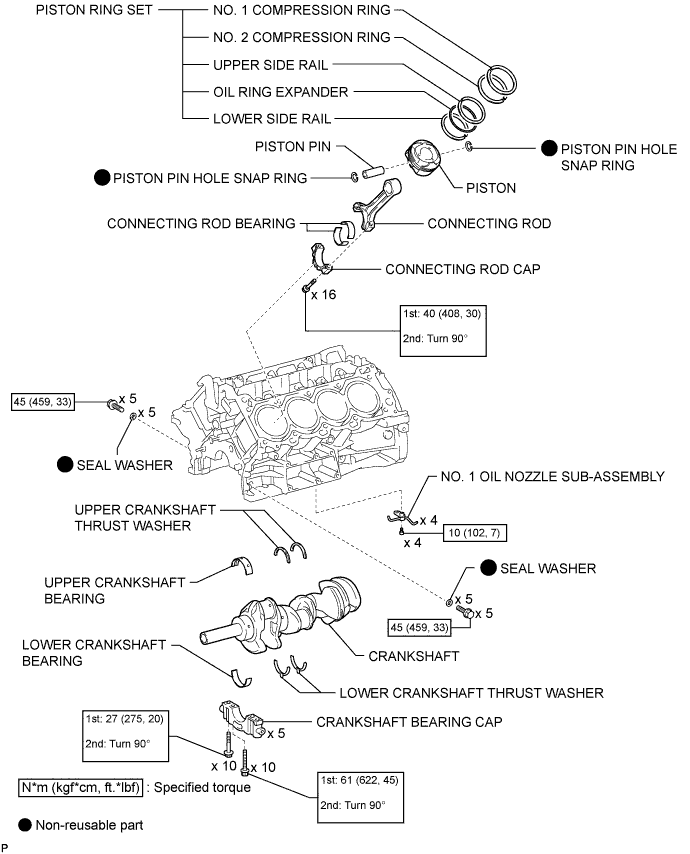 PISTON RING SET
NO. 1 COMPRESSION RING
NO. 2 COMPRESSION RING
UPPER SIDE RAIL
OIL RING EXPANDER
LOWER SIDE RAIL
PISTON PIN
PISTON PIN HOLE
SNAP RING
PISTON PIN HOLE SNAP RING
PISTON
CONNECTING ROD BEARING
CONNECTING ROD
CONNECTING ROD CAP
x 16
1st: 40 (408, 30)
2nd: Turn 90°
45 (459, 33)
x 5
x 5
SEAL WASHER
NO. 1 OIL NOZZLE SUB-ASSEMBLY
UPPER CRANKSHAFT
THRUST WASHER
x 4
10 (102, 7)
x 4
SEAL WASHER
UPPER CRANKSHAFT
BEARING
x 5
x 5
45 (459, 33)
LOWER CRANKSHAFT
BEARING
CRANKSHAFT
LOWER CRANKSHAFT THRUST WASHER
CRANKSHAFT BEARING CAP
x 5
1st: 27 (275, 20)
2nd: Turn 90°
x 10
x 10
1st: 61 (622, 45)
2nd: Turn 90°
N*m (kgf*cm, ft.*lbf) : Specified torque
Non-reusable part
P